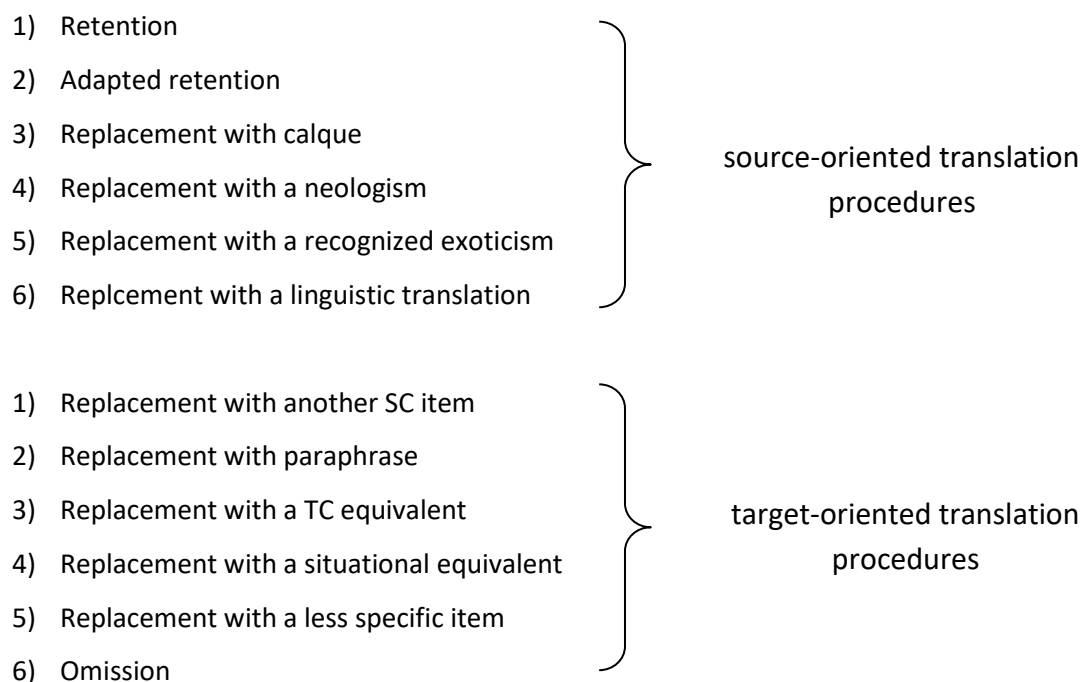 1) Retention
2) Adapted retention
3) Replacement with calque
4) Replacement with a neologism
5) Replacement with a recognized exoticism
6) Replcement with a linguistic translation
source-oriented translation
procedures
1) Replacement with another SC item
2) Replacement with paraphrase
3) Replacement with a TC equivalent
4) Replacement with a situational equivalent
5) Replacement with a less specific item
6) Omission
target-oriented translation
procedures